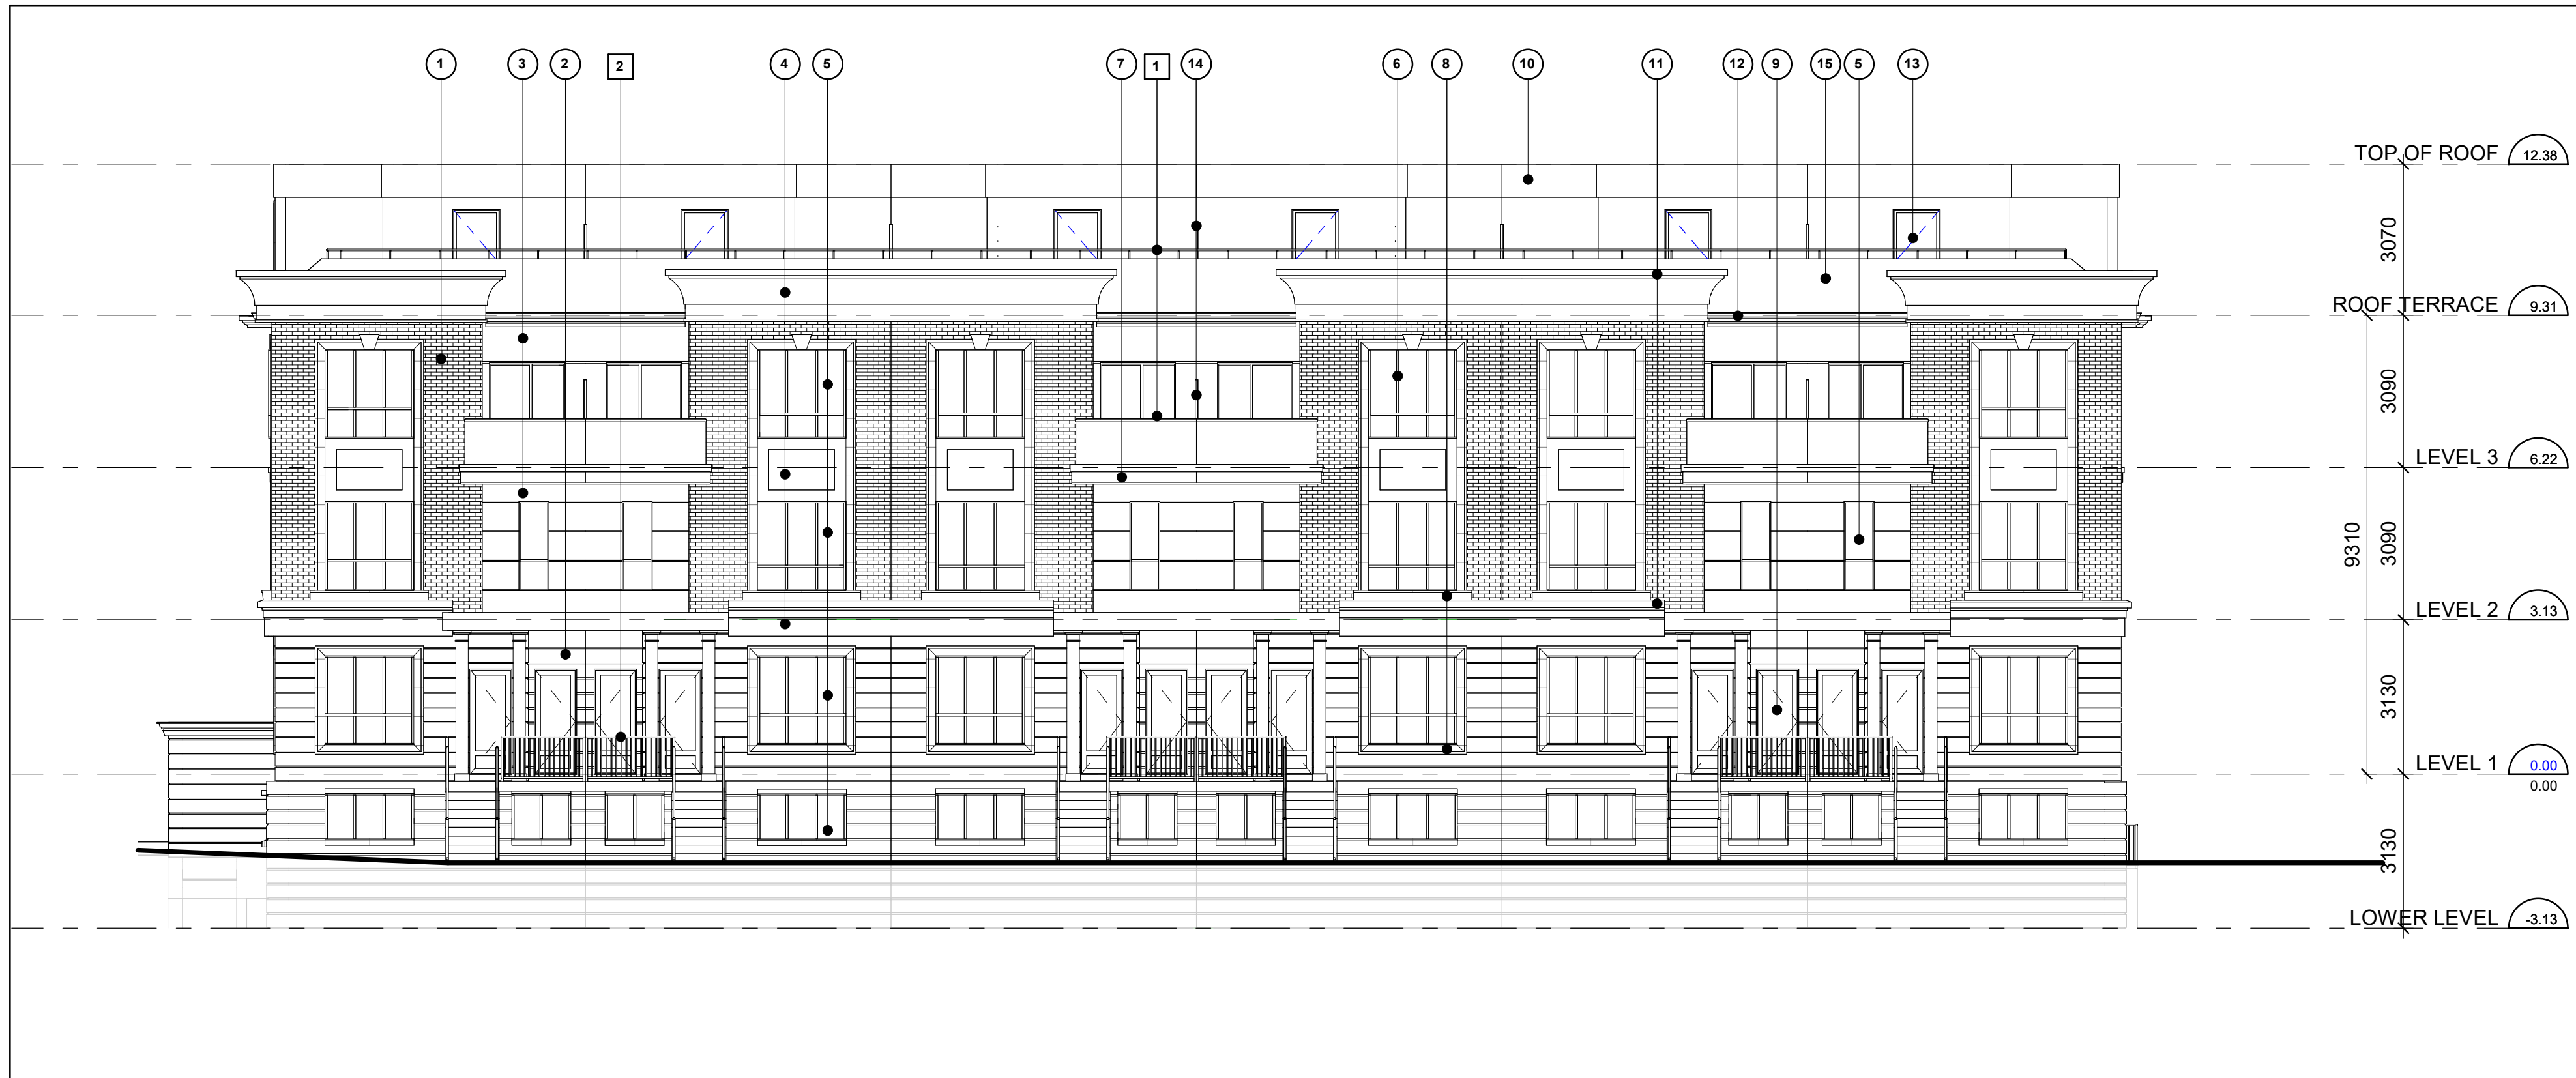 1 3 2 2 4 5 7 1 14 6 8 10 11 12 9 15 5 13
TOP OF ROOF 12.38
3070
ROOF TERRACE 9.31
3090
LEVEL 3 6.22
9310
3090
LEVEL 2 3.13
3130
LEVEL 1 0.00
0.00
3130
LOWER LEVEL -3.13